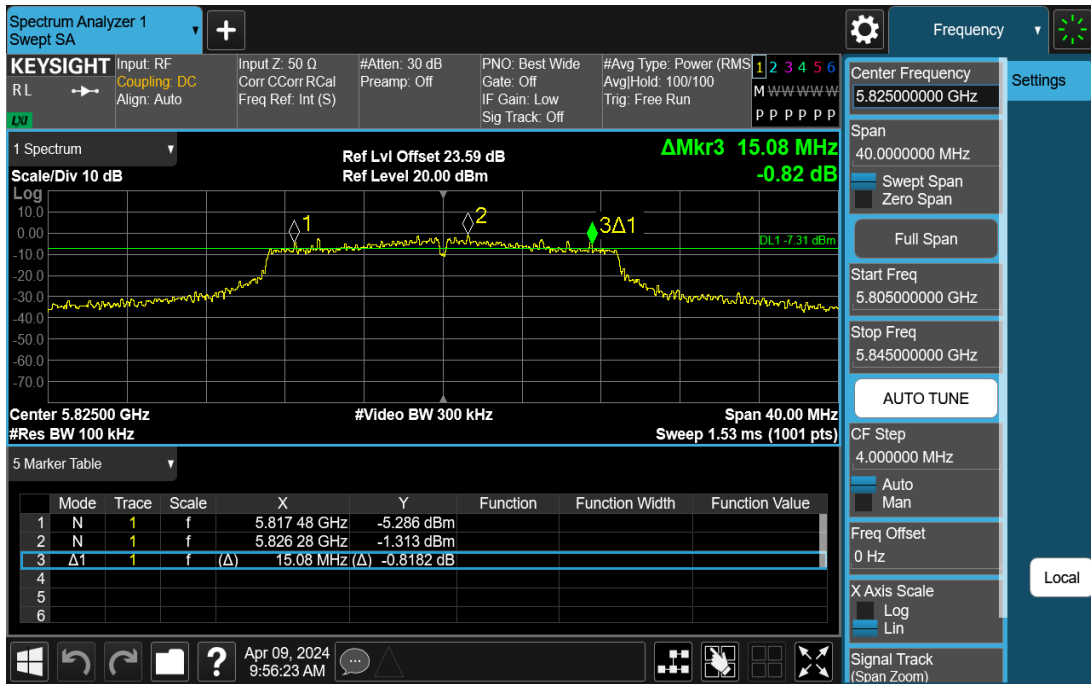 Spectrum Analyzer 1
Swept SA
Frequency
KEYSIGHT
RL
LXI
Input: RF
Coupling: DC
Align: Auto
Input Z: 50 Ω
Corr CCorr RCal
Freq Ref: Int (S)
#Atten: 30 dB
Preamp: Off
PNO: Best Wide
Gate: Off
IF Gain: Low
Sig Track: Off
#Avg Type: Power (RMS
Avg|Hold: 100/100
Trig: Free Run
1 2 3 4 5 6
M W W W W W
P P P P P P
1 Spectrum
Scale/Div 10 dB
Ref Lvl Offset 23.59 dB
Ref Level 20.00 dBm
ΔMkr3 15.08 MHz
-0.82 dB
Log
10.0
0.00
-10.0
-20.0
-30.0
-40.0
-50.0
-60.0
-70.0
1
2
3Δ1
DL1 -7.31 dBm
Center 5.82500 GHz
#Video BW 300 kHz
Span 40.00 MHz
#Res BW 100 kHz
Sweep 1.53 ms (1001 pts)
5 Marker Table
Mode Trace Scale X Y Function Function Width Function Value
1 N 1 f 5.817 48 GHz -5.286 dBm
2 N 1 f 5.826 28 GHz -1.313 dBm
3 Δ1 1 f (Δ) 15.08 MHz (Δ) -0.8182 dB
4
5
6
Apr 09, 2024
9:56:23 AM
?
Center Frequency
5.825000000 GHz
Span
40.0000000 MHz
Swept Span
Zero Span
Full Span
Start Freq
5.805000000 GHz
Stop Freq
5.845000000 GHz
AUTO TUNE
CF Step
4.000000 MHz
Auto
Man
Freq Offset
0 Hz
X Axis Scale
Log
Lin
Signal Track
(Span Zoom)
Settings
Local